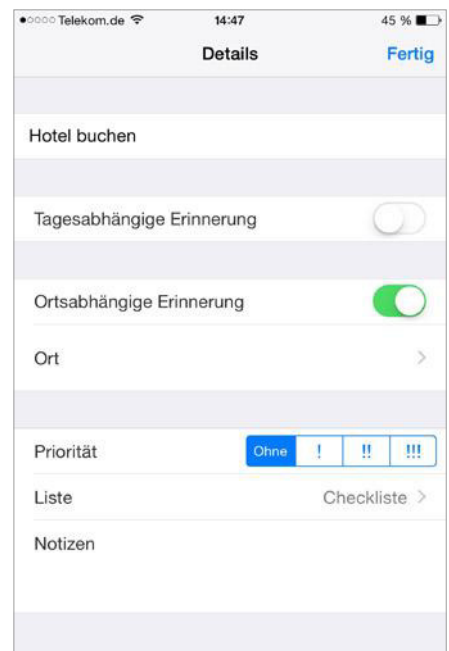 Telekom.de 14:47 45 %
Details Fertig
Hotel buchen
Tagesabhängige Erinnerung
Ortsabhängige Erinnerung
Ort
Priorität Ohne ! !! !!!
Liste Checkliste
Notizen